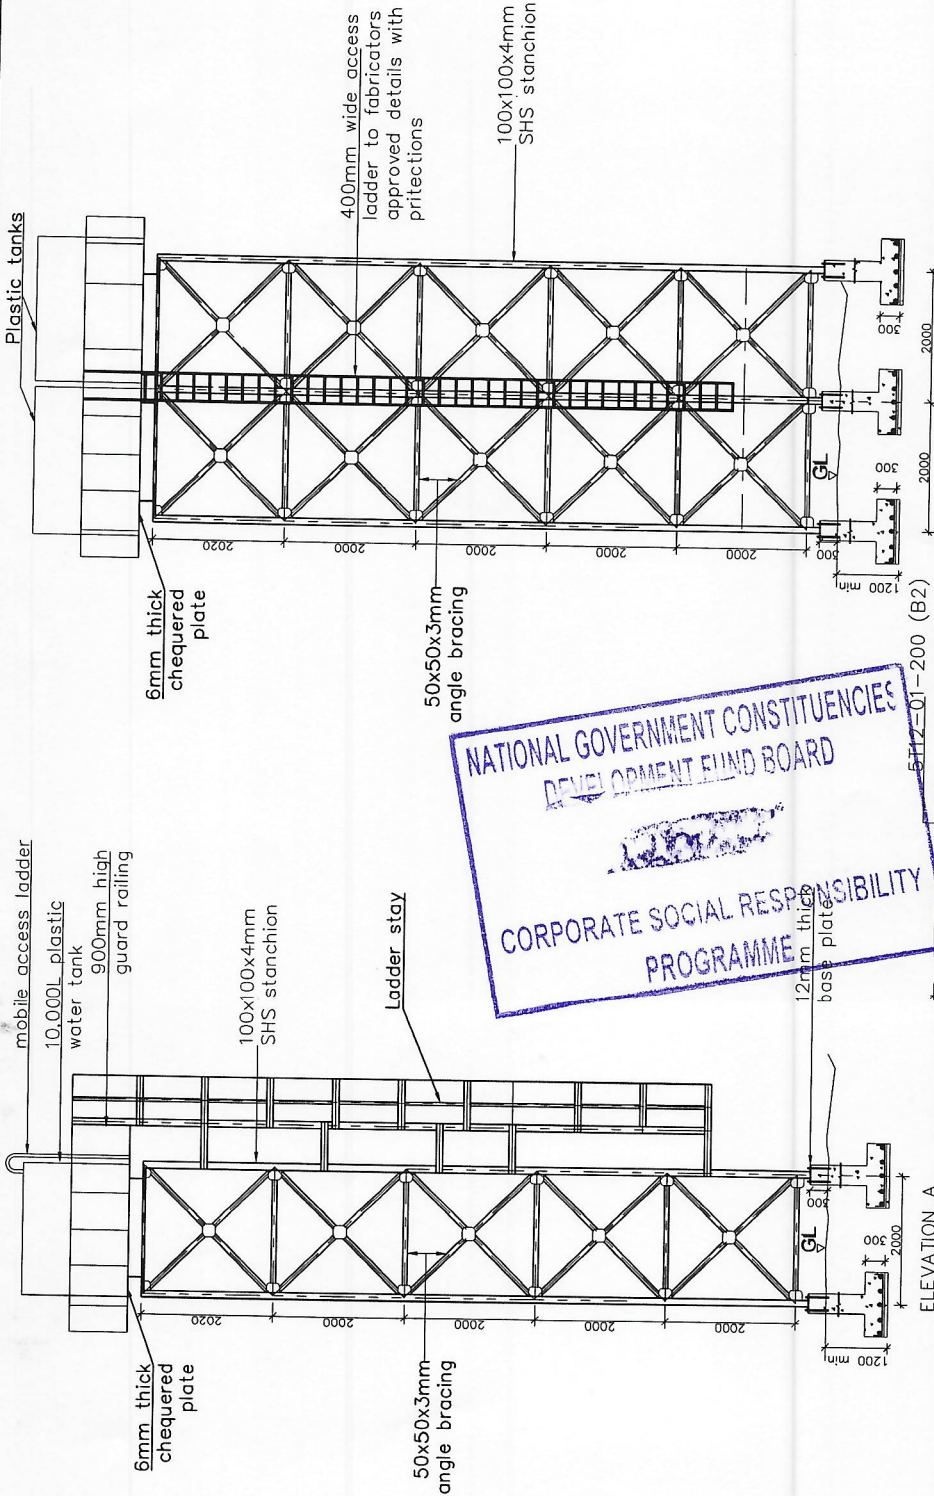 Plastic tanks
400mm wide access
ladder to fabricators
approved details with
pritections
100x100x4mm
SHS stanchion
6mm thick
chequered
plate
50x50x3mm
angle bracing
2020
2000
2000
2000
2000
GL
1200 min
300
300
2000
2000
5T12-01-200 (B2)
mobile access ladder
10,000L plastic
water tank
900mm high
guard railing
100x100x4mm
SHS stanchion
Ladder stay
12mm thick
base plate
6mm thick
chequered
plate
50x50x3mm
angle bracing
2020
2000
2000
2000
2000
GL
1200 min
300
2000
ELEVATION A
NATIONAL GOVERNMENT CONSTITUENCIES
DEVELOPMENT FUND BOARD
CORPORATE SOCIAL RESPONSIBILITY
PROGRAMME